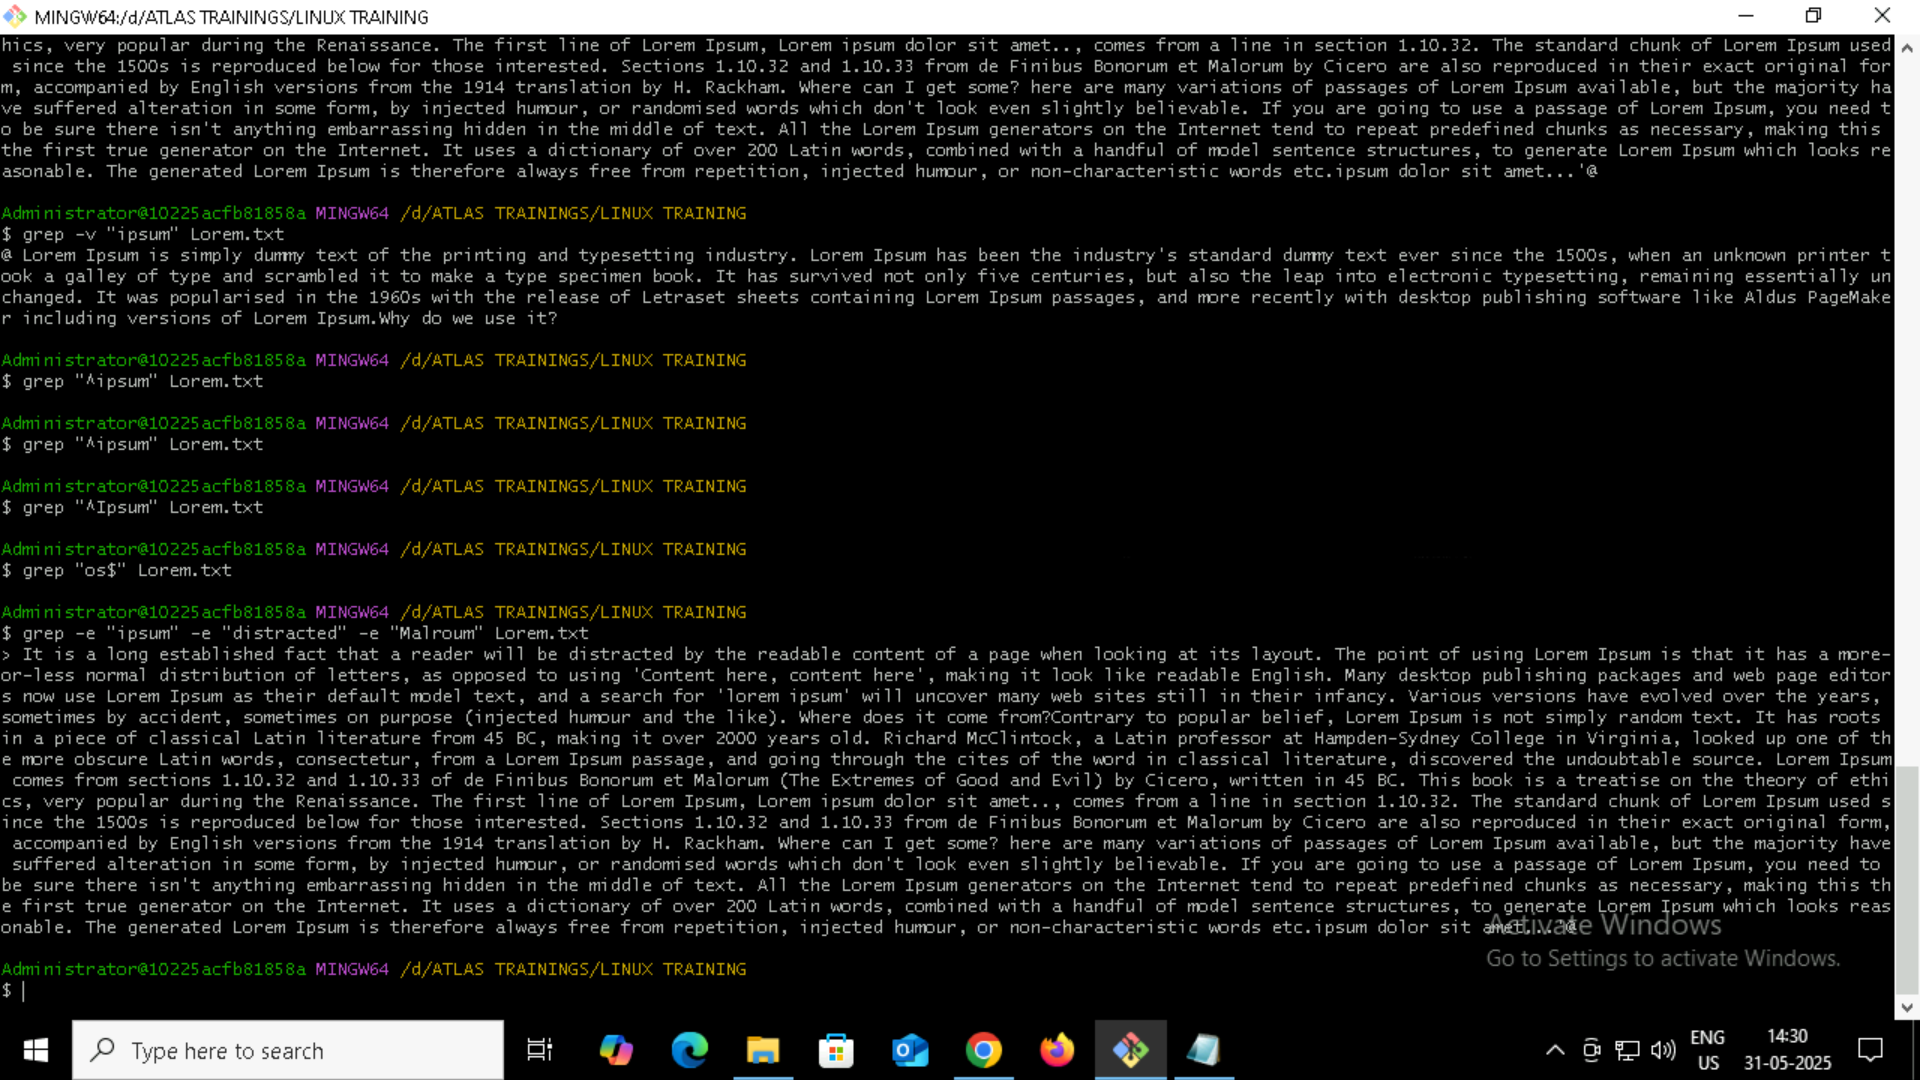 MINGW64:/d/ATLAS TRAININGS/LINUX TRAINING
hics, very popular during the Renaissance. The first line of Lorem Ipsum, Lorem ipsum dolor sit amet.., comes from a line in section 1.10.32. The standard chunk of Lorem Ipsum used
since the 1500s is reproduced below for those interested. Sections 1.10.32 and 1.10.33 from de Finibus Bonorum et Malorum by Cicero are also reproduced in their exact original for
m, accompanied by English versions from the 1914 translation by H. Rackham. Where can I get some? here are many variations of passages of Lorem Ipsum available, but the majority ha
ve suffered alteration in some form, by injected humour, or randomised words which don't look even slightly believable. If you are going to use a passage of Lorem Ipsum, you need t
o be sure there isn't anything embarrassing hidden in the middle of text. All the Lorem Ipsum generators on the Internet tend to repeat predefined chunks as necessary, making this
the first true generator on the Internet. It uses a dictionary of over 200 Latin words, combined with a handful of model sentence structures, to generate Lorem Ipsum which looks re
asonable. The generated Lorem Ipsum is therefore always free from repetition, injected humour, or non-characteristic words etc.ipsum dolor sit amet...'@
Administrator@10225acfb81858a MINGW64 /d/ATLAS TRAININGS/LINUX TRAINING
$ grep -v "ipsum" Lorem.txt
@ Lorem Ipsum is simply dummy text of the printing and typesetting industry. Lorem Ipsum has been the industry's standard dummy text ever since the 1500s, when an unknown printer t
ook a galley of type and scrambled it to make a type specimen book. It has survived not only five centuries, but also the leap into electronic typesetting, remaining essentially un
changed. It was popularised in the 1960s with the release of Letraset sheets containing Lorem Ipsum passages, and more recently with desktop publishing software like Aldus PageMake
r including versions of Lorem Ipsum.Why do we use it?
Administrator@10225acfb81858a MINGW64 /d/ATLAS TRAININGS/LINUX TRAINING
$ grep "^ipsum" Lorem.txt
Administrator@10225acfb81858a MINGW64 /d/ATLAS TRAININGS/LINUX TRAINING
$ grep "^ipsum" Lorem.txt
Administrator@10225acfb81858a MINGW64 /d/ATLAS TRAININGS/LINUX TRAINING
$ grep "^Ipsum" Lorem.txt
Administrator@10225acfb81858a MINGW64 /d/ATLAS TRAININGS/LINUX TRAINING
$ grep "os$" Lorem.txt
Administrator@10225acfb81858a MINGW64 /d/ATLAS TRAININGS/LINUX TRAINING
$ grep -e "ipsum" -e "distracted" -e "Malroum" Lorem.txt
> It is a long established fact that a reader will be distracted by the readable content of a page when looking at its layout. The point of using Lorem Ipsum is that it has a more-
or-less normal distribution of letters, as opposed to using 'Content here, content here', making it look like readable English. Many desktop publishing packages and web page editor
s now use Lorem Ipsum as their default model text, and a search for 'lorem ipsum' will uncover many web sites still in their infancy. Various versions have evolved over the years,
sometimes by accident, sometimes on purpose (injected humour and the like). Where does it come from?Contrary to popular belief, Lorem Ipsum is not simply random text. It has roots
in a piece of classical Latin literature from 45 BC, making it over 2000 years old. Richard McClintock, a Latin professor at Hampden-Sydney College in Virginia, looked up one of th
e more obscure Latin words, consectetur, from a Lorem Ipsum passage, and going through the cites of the word in classical literature, discovered the undoubtable source. Lorem Ipsum
comes from sections 1.10.32 and 1.10.33 of de Finibus Bonorum et Malorum (The Extremes of Good and Evil) by Cicero, written in 45 BC. This book is a treatise on the theory of ethi
cs, very popular during the Renaissance. The first line of Lorem Ipsum, Lorem ipsum dolor sit amet.., comes from a line in section 1.10.32. The standard chunk of Lorem Ipsum used s
ince the 1500s is reproduced below for those interested. Sections 1.10.32 and 1.10.33 from de Finibus Bonorum et Malorum by Cicero are also reproduced in their exact original form,
accompanied by English versions from the 1914 translation by H. Rackham. Where can I get some? here are many variations of passages of Lorem Ipsum available, but the majority have
suffered alteration in some form, by injected humour, or randomised words which don't look even slightly believable. If you are going to use a passage of Lorem Ipsum, you need to
be sure there isn't anything embarrassing hidden in the middle of text. All the Lorem Ipsum generators on the Internet tend to repeat predefined chunks as necessary, making this th
e first true generator on the Internet. It uses a dictionary of over 200 Latin words, combined with a handful of model sentence structures, to generate Lorem Ipsum which looks reas
onable. The generated Lorem Ipsum is therefore always free from repetition, injected humour, or non-characteristic words etc.ipsum dolor sit
Activate Windows
Go to Settings to activate Windows.
Administrator@10225acfb81858a MINGW64 /d/ATLAS TRAININGS/LINUX TRAINING
$
Type here to search
ENG
US
14:30
31-05-2025